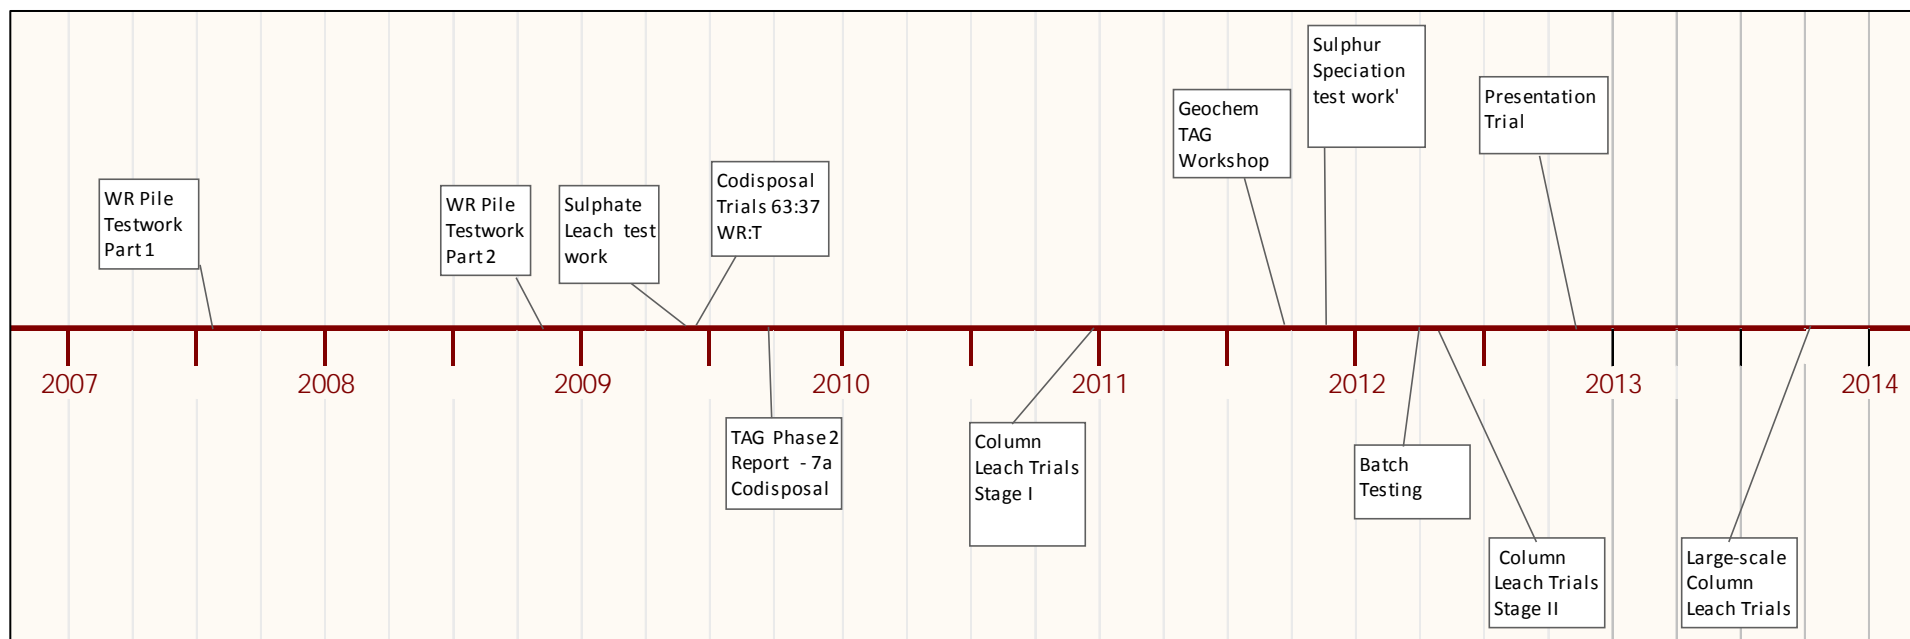 WR Pile
Testwork
Part 1
WR Pile
Testwork
Part 2
Sulphate
Leach test
work
Codisposal
Trials 63:37
WR:T
Geochem
TAG
Workshop
Sulphur
Speciation
test work'
Presentation
Trial
2007
2008
2009
2010
2011
2012
2013
2014
TAG Phase 2
Report - 7a
Codisposal
Column
Leach Trials
Stage I
Batch
Testing
Column
Leach Trials
Stage II
Large-scale
Column
Leach Trials